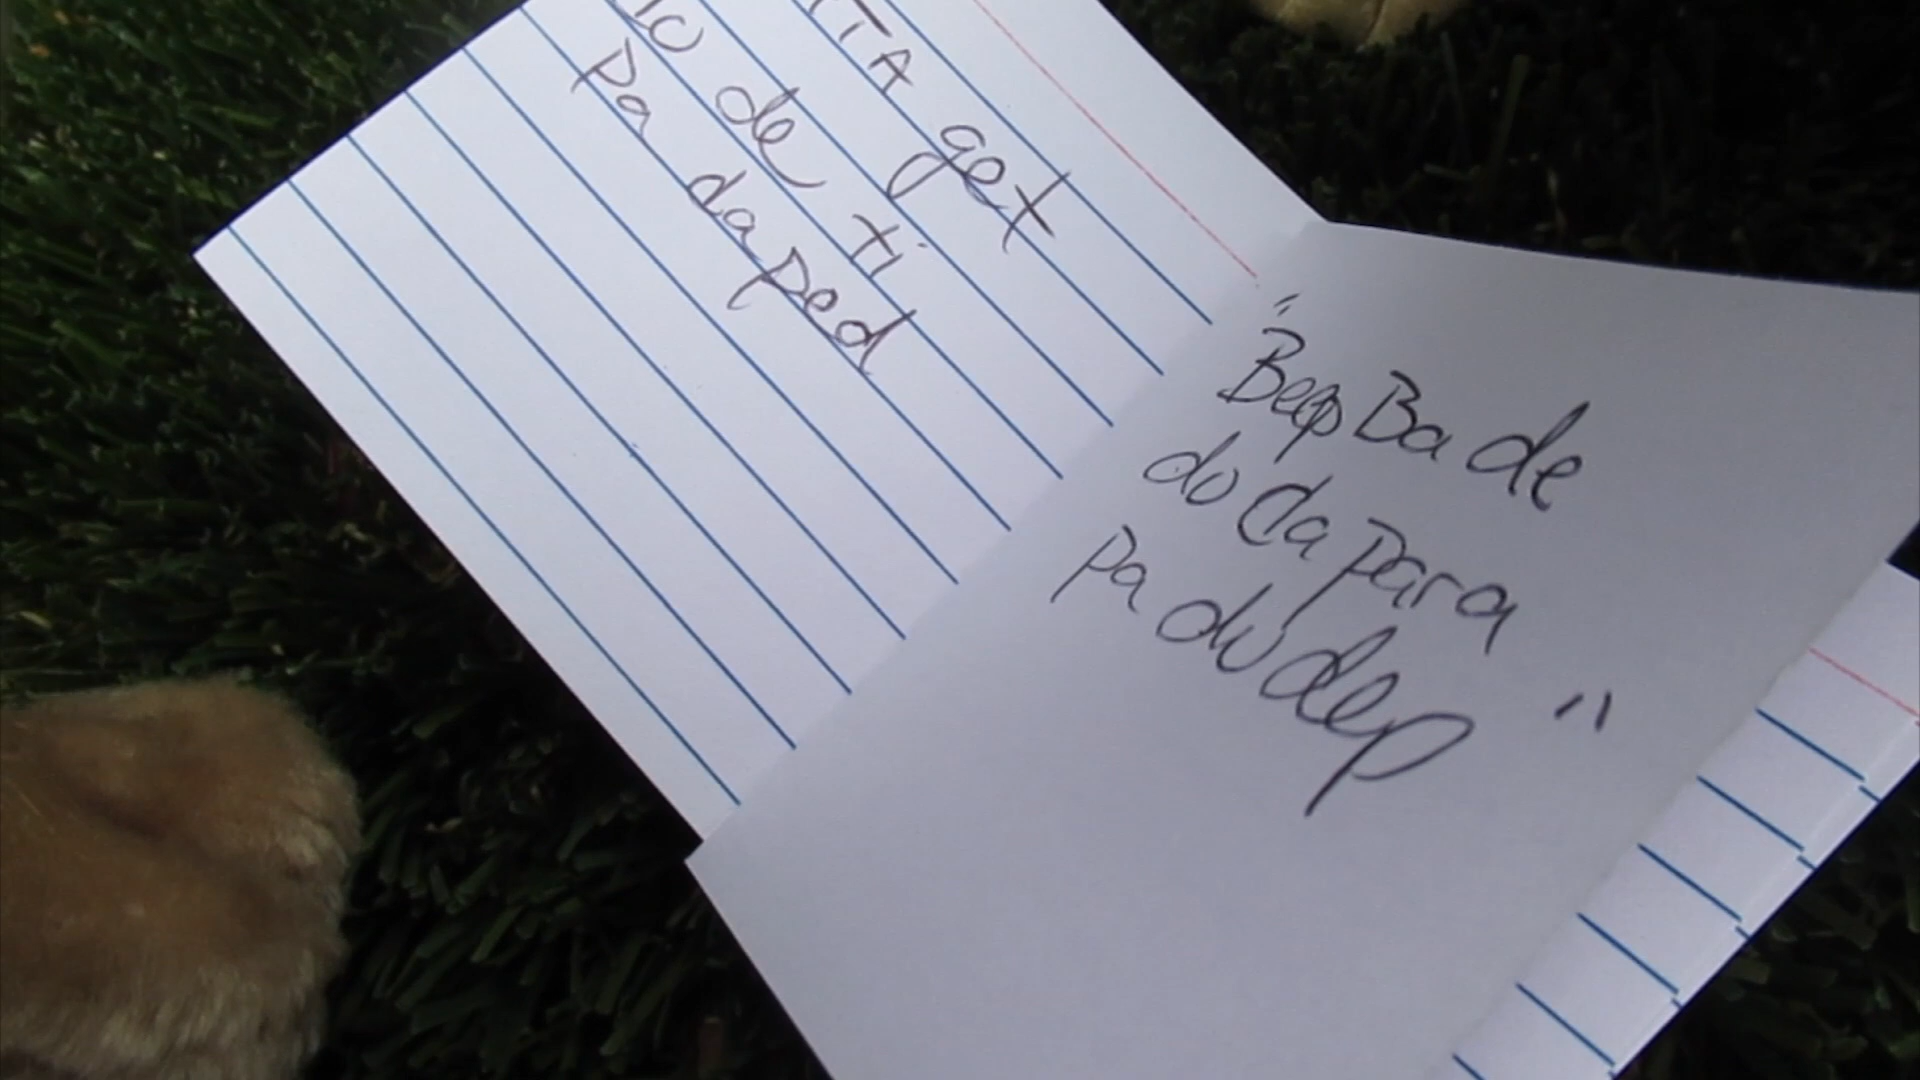 get
de ti
Pa da ped
"Beep Ba de
do da para
pa du dep"